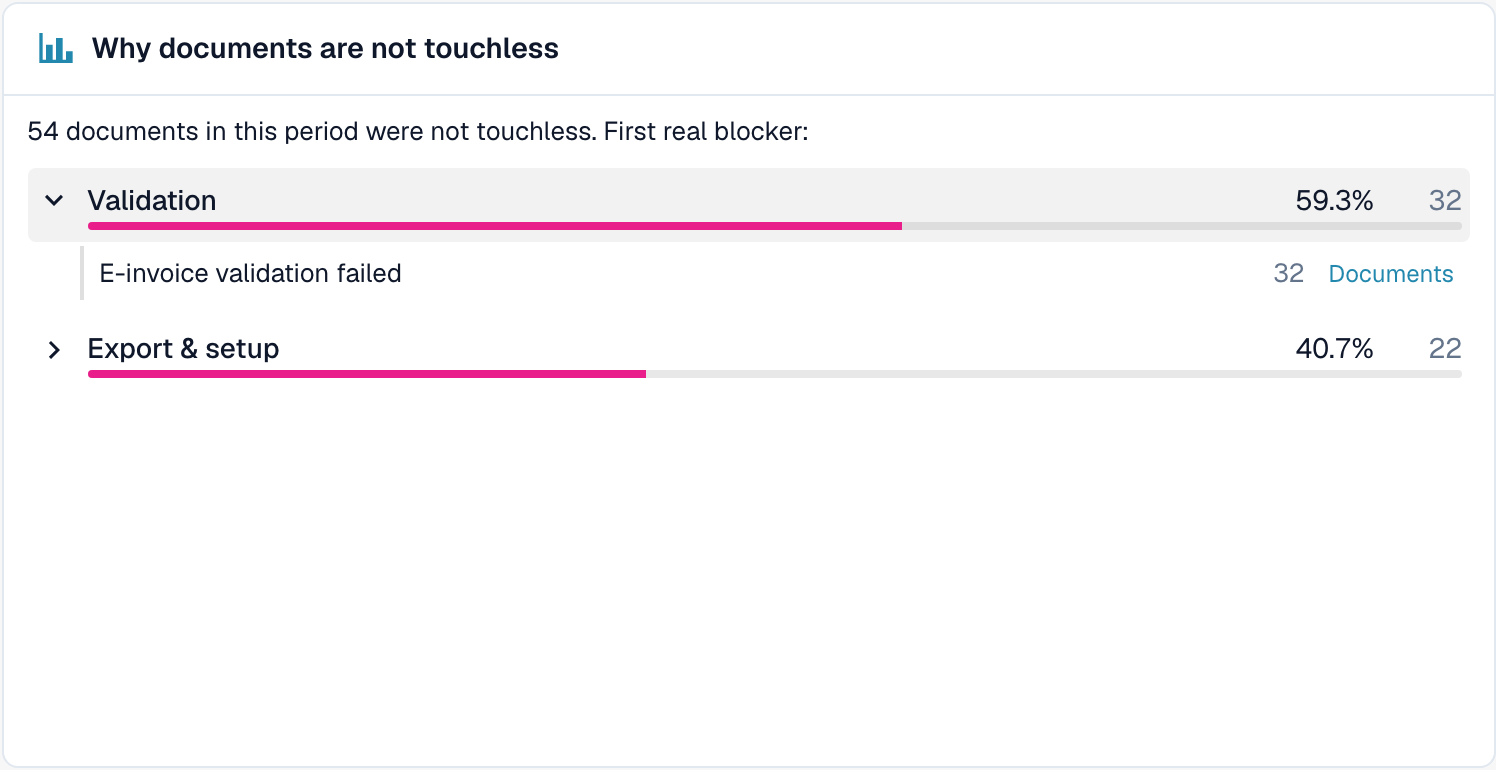 Why documents are not touchless
54 documents in this period were not touchless. First real blocker:
Validation 59.3% 32
E-invoice validation failed 32 Documents
Export & setup 40.7% 22